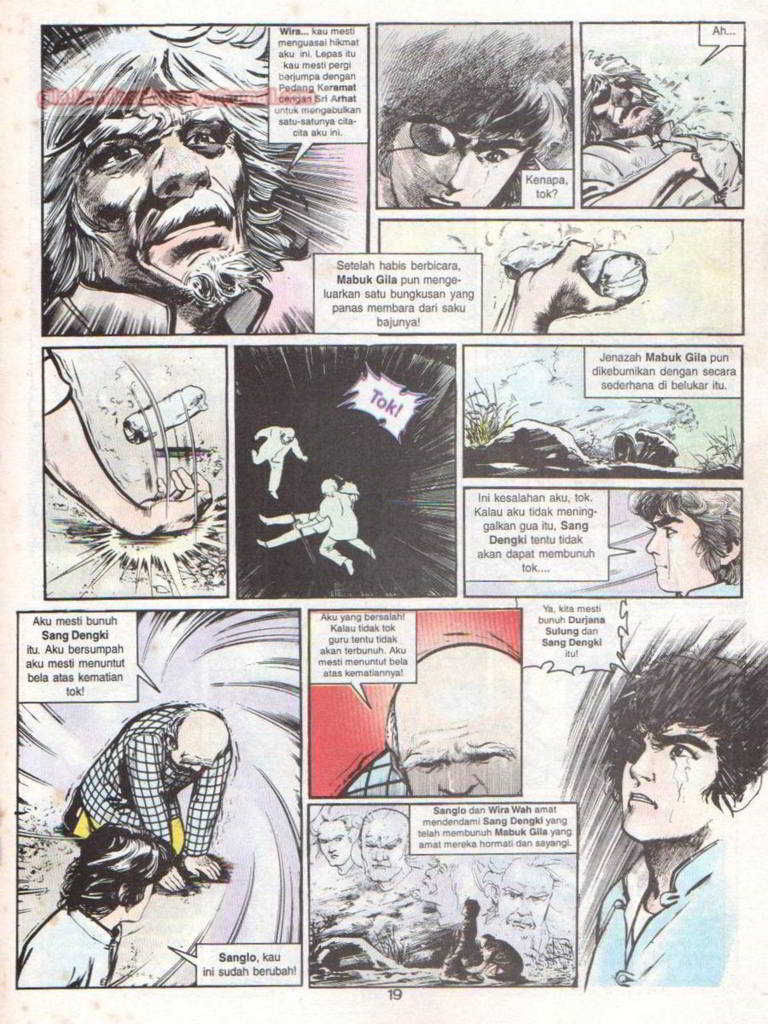 Wira... kau mesti
menguasai hikmat
aku ini. Lepas itu
kau mesti pergi
berjumpa dengan
Pedang Keramat
dengan Sri Arhat
untuk mengabulkan
satu-satunya cita-
cita aku ini.
Kenapa,
tok?
Ah...
Setelah habis berbicara,
Mabuk Gila pun menge-
luarkan satu bungkusan yang
panas membara dari saku
bajunya!
Tok!
Jenazah Mabuk Gila pun
dikebumikan dengan secara
sederhana di belukar itu.
Ini kesalahan aku, tok.
Kalau aku tidak mening-
galkan gua itu, Sang
Dengki tentu tidak
akan dapat membunuh
tok....
Aku mesti bunuh
Sang Dengki
itu. Aku bersumpah
aku mesti menuntut
bela atas kematian
tok!
Sanglo, kau
ini sudah berubah!
Aku yang bersalah!
Kalau tidak tok
guru tentu tidak
akan terbunuh. Aku
mesti menuntut bela
atas kematiannya!
Ya, kita mesti
bunuh Durjana
Sulung dan
Sang Dengki
itu!
Sanglo dan Wira Wah amat
mendendami Sang Dengki yang
telah membunuh Mabuk Gila yang
amat mereka hormati dan sayangi.
19